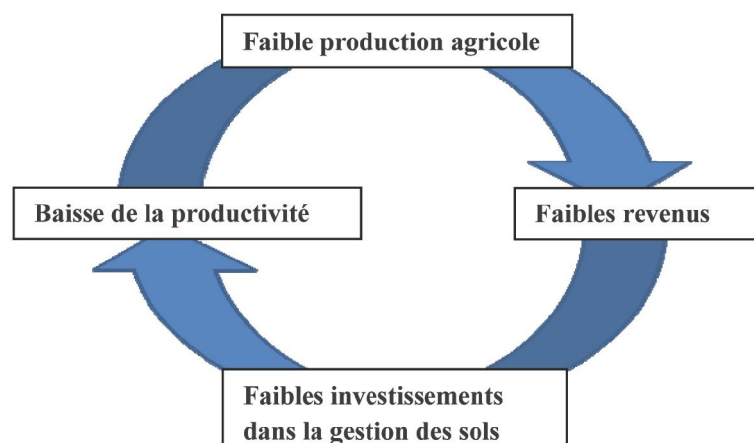 Faible production agricole
Baisse de la productivité
Faibles revenus
Faibles investissements
dans la gestion des sols